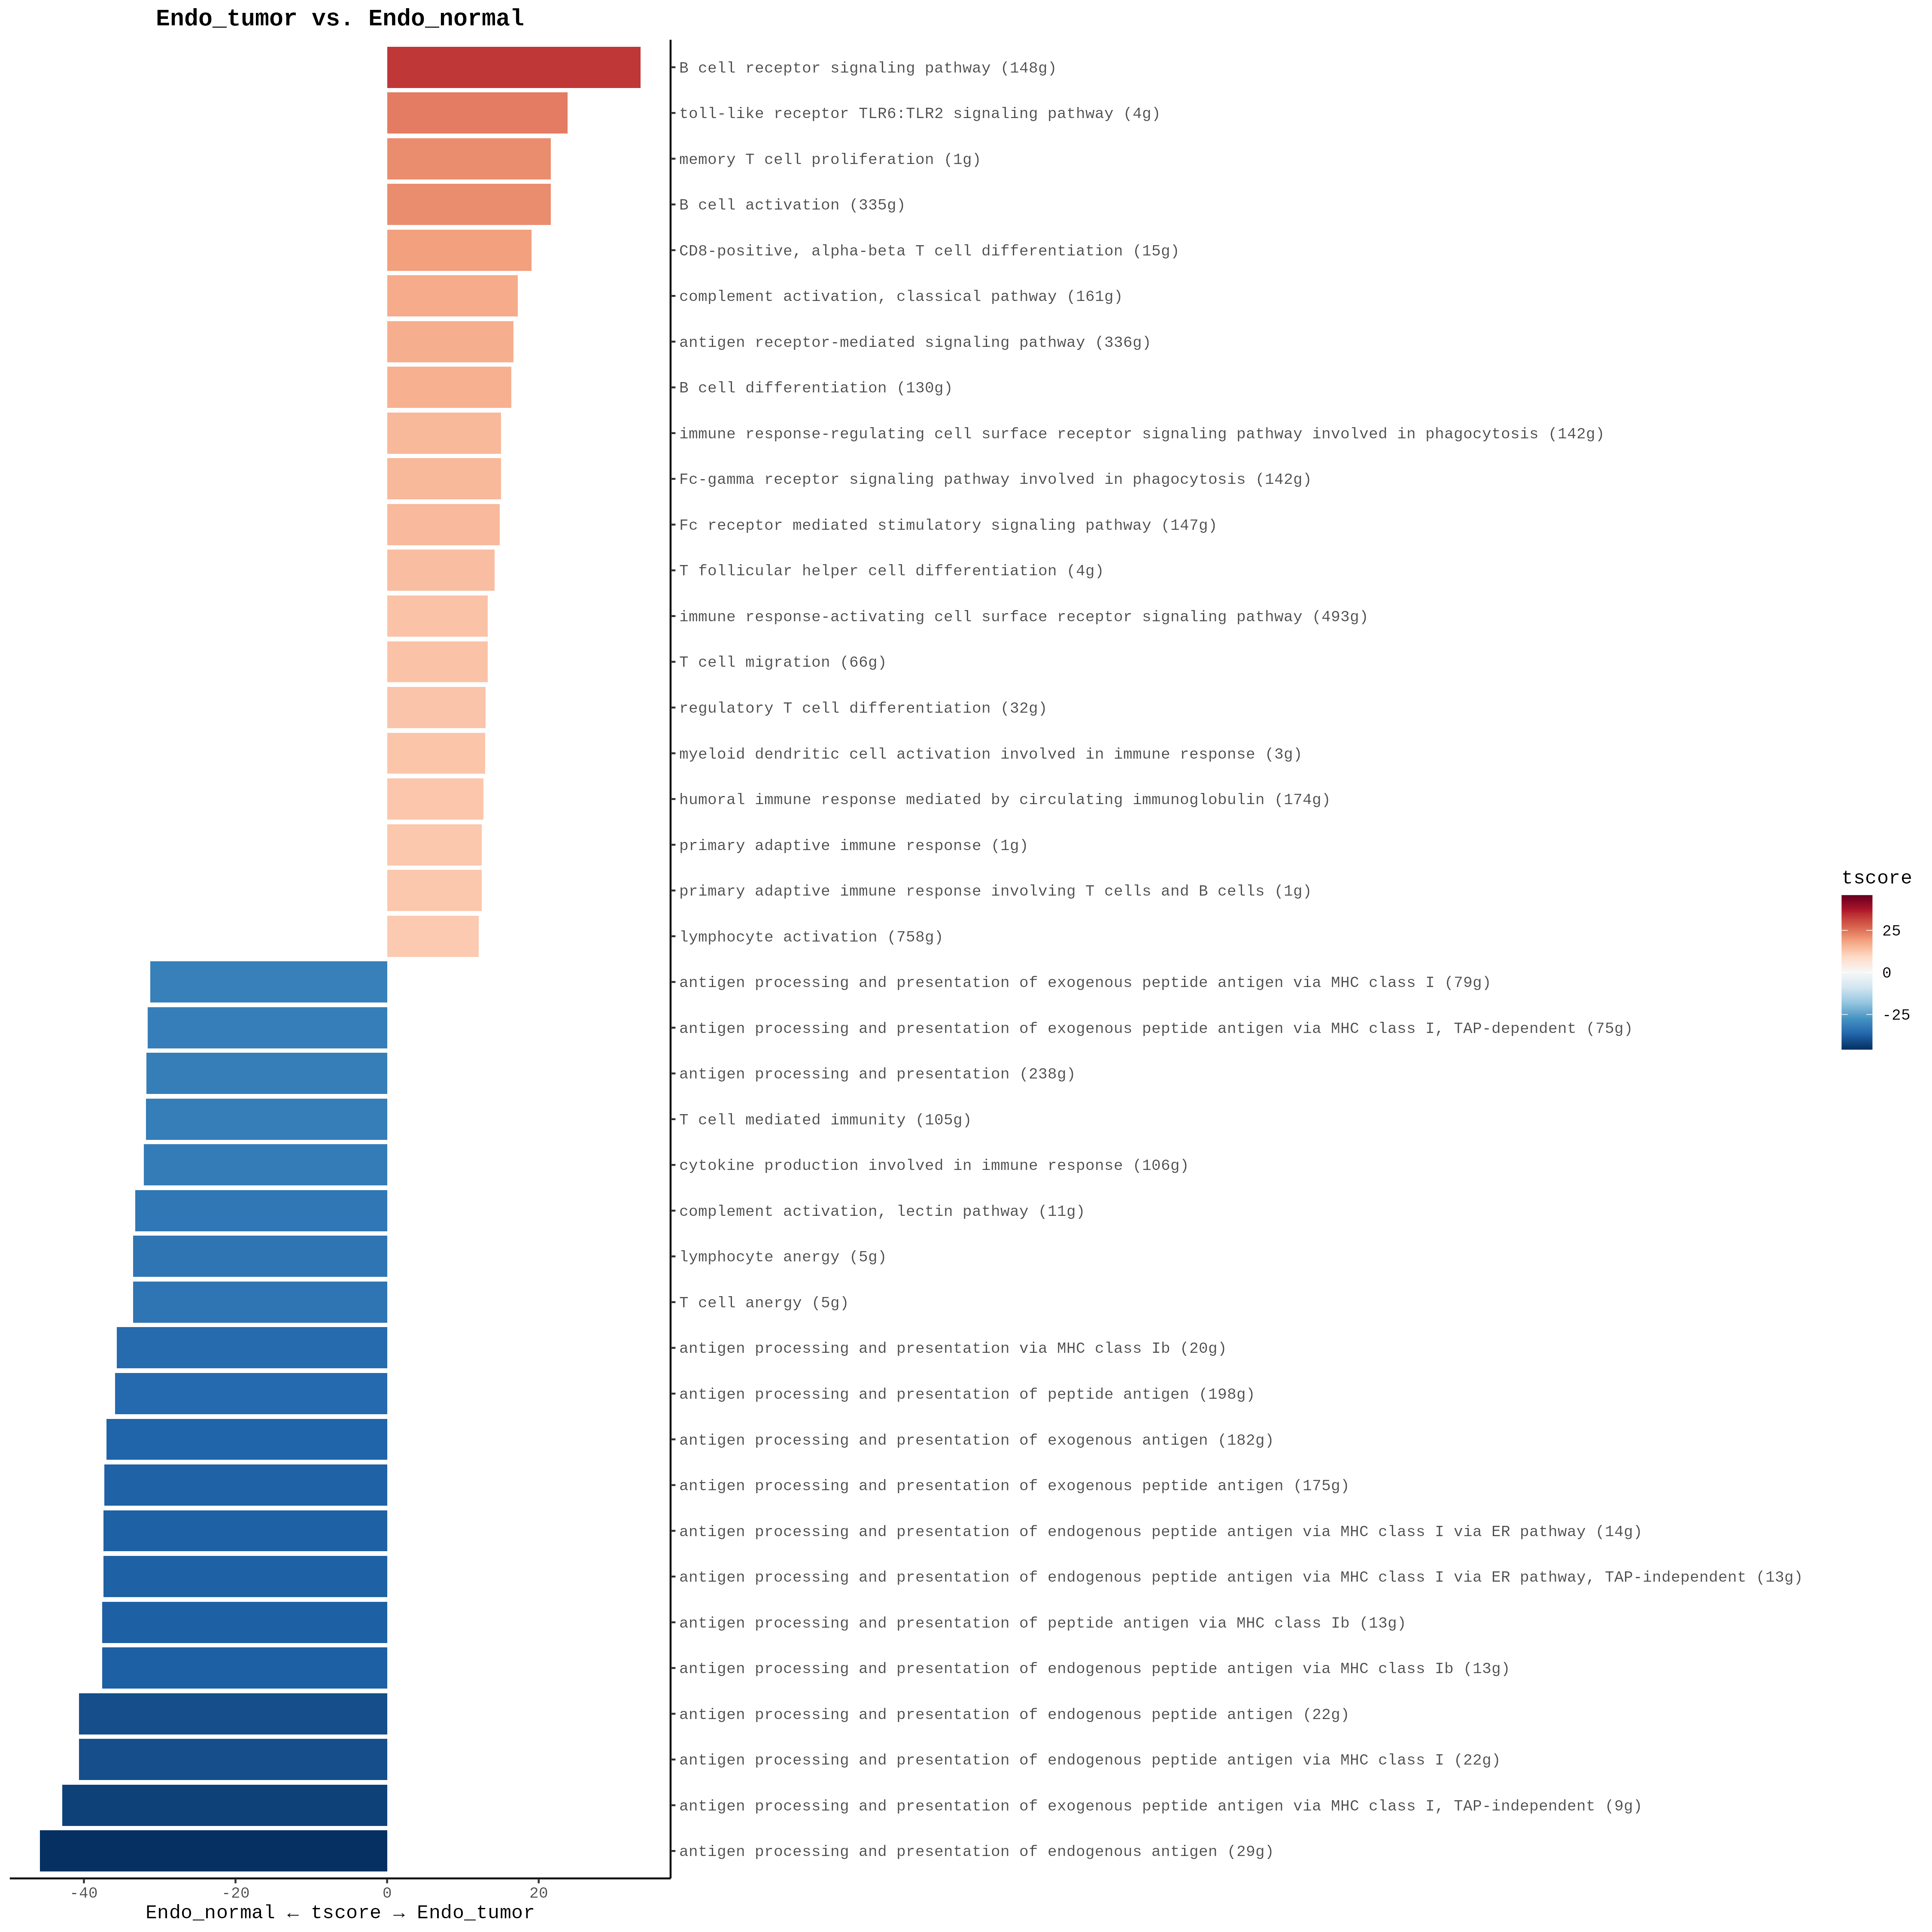 Endo_tumor vs. Endo_normal
B cell receptor signaling pathway (148g)
toll-like receptor TLR6:TLR2 signaling pathway (4g)
memory T cell proliferation (1g)
B cell activation (335g)
CD8-positive, alpha-beta T cell differentiation (15g)
complement activation, classical pathway (161g)
antigen receptor-mediated signaling pathway (336g)
B cell differentiation (130g)
immune response-regulating cell surface receptor signaling pathway involved in phagocytosis (142g)
Fc-gamma receptor signaling pathway involved in phagocytosis (142g)
Fc receptor mediated stimulatory signaling pathway (147g)
T follicular helper cell differentiation (4g)
immune response-activating cell surface receptor signaling pathway (493g)
T cell migration (66g)
regulatory T cell differentiation (32g)
myeloid dendritic cell activation involved in immune response (3g)
humoral immune response mediated by circulating immunoglobulin (174g)
primary adaptive immune response (1g)
primary adaptive immune response involving T cells and B cells (1g)
lymphocyte activation (758g)
antigen processing and presentation of exogenous peptide antigen via MHC class I (79g)
antigen processing and presentation of exogenous peptide antigen via MHC class I, TAP-dependent (75g)
antigen processing and presentation (238g)
T cell mediated immunity (105g)
cytokine production involved in immune response (106g)
complement activation, lectin pathway (11g)
lymphocyte anergy (5g)
T cell anergy (5g)
antigen processing and presentation via MHC class Ib (20g)
antigen processing and presentation of peptide antigen (198g)
antigen processing and presentation of exogenous antigen (182g)
antigen processing and presentation of exogenous peptide antigen (175g)
antigen processing and presentation of endogenous peptide antigen via MHC class I via ER pathway (14g)
antigen processing and presentation of endogenous peptide antigen via MHC class I via ER pathway, TAP-independent (13g)
antigen processing and presentation of peptide antigen via MHC class Ib (13g)
antigen processing and presentation of endogenous peptide antigen via MHC class Ib (13g)
antigen processing and presentation of endogenous peptide antigen (22g)
antigen processing and presentation of endogenous peptide antigen via MHC class I (22g)
antigen processing and presentation of exogenous peptide antigen via MHC class I, TAP-independent (9g)
antigen processing and presentation of endogenous antigen (29g)
-40 -20 0 20
Endo_normal ← tscore → Endo_tumor
tscore
25
0
-25